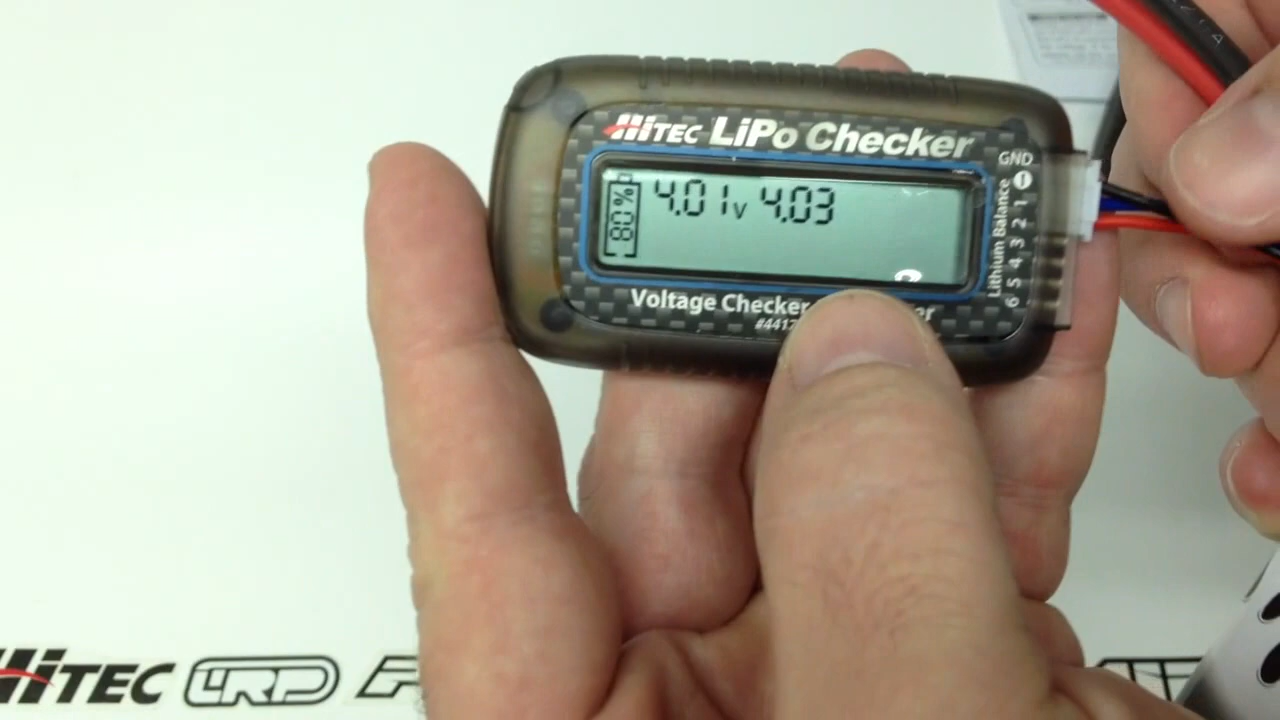 HiTEC LiPo Checker
GND
80%
4.01v 4.03
Lithium Balance
1 2 3 4 5 6
Voltage Checker
HiTEC LRP